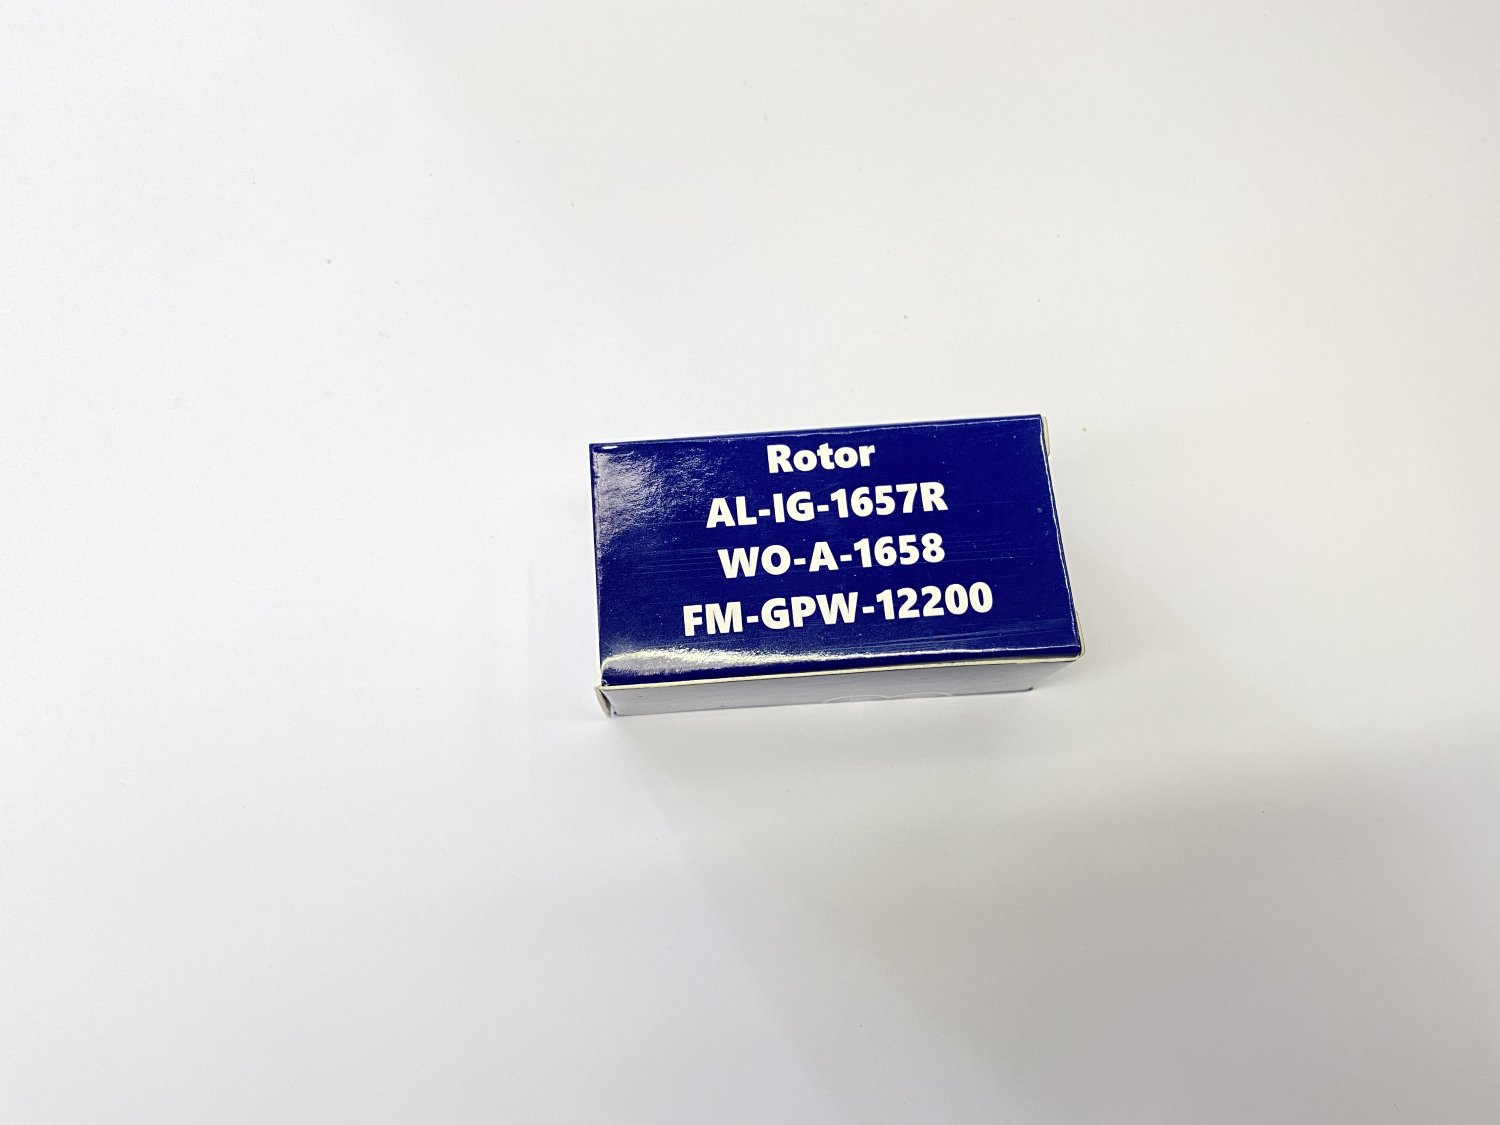 Rotor
AL-IG-1657R
WO-A-1658
FM-GPW-12200